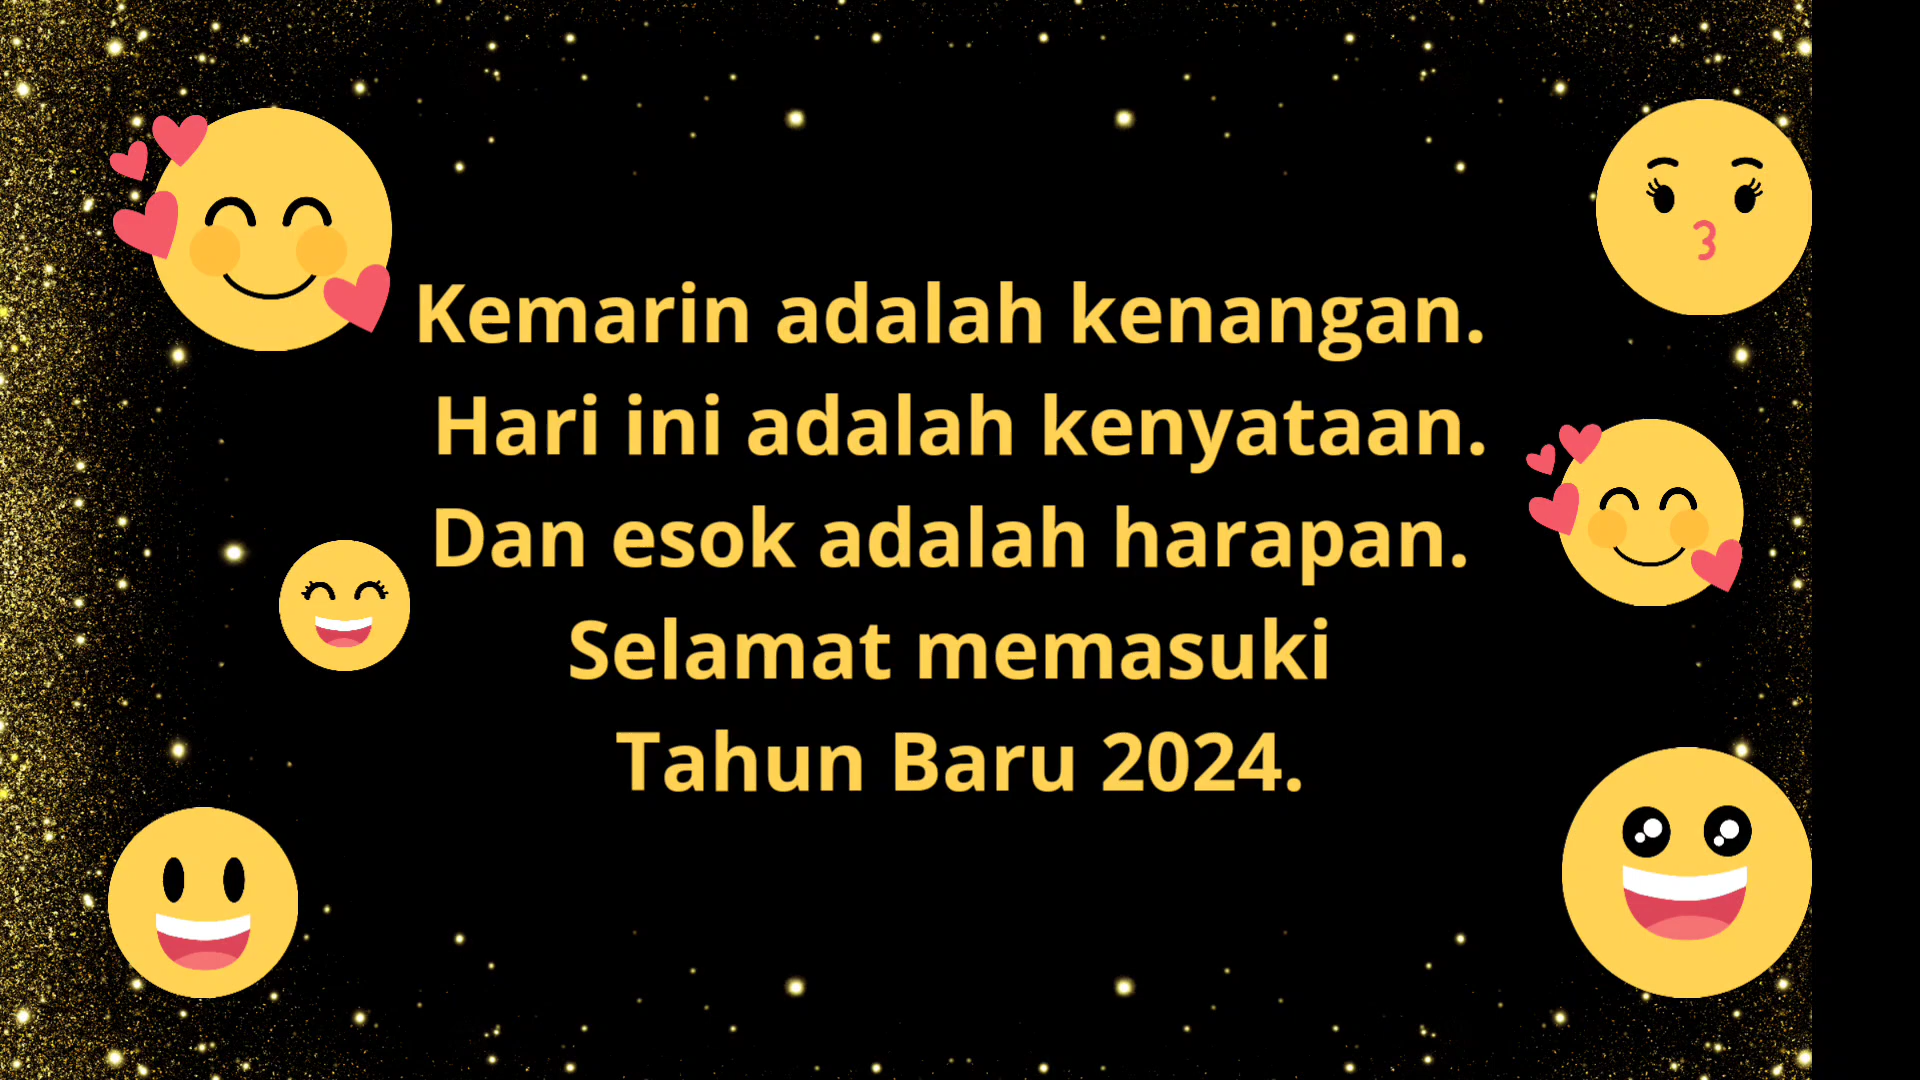 Kemarin adalah kenangan.
Hari ini adalah kenyataan.
Dan esok adalah harapan.
Selamat memasuki
Tahun Baru 2024.